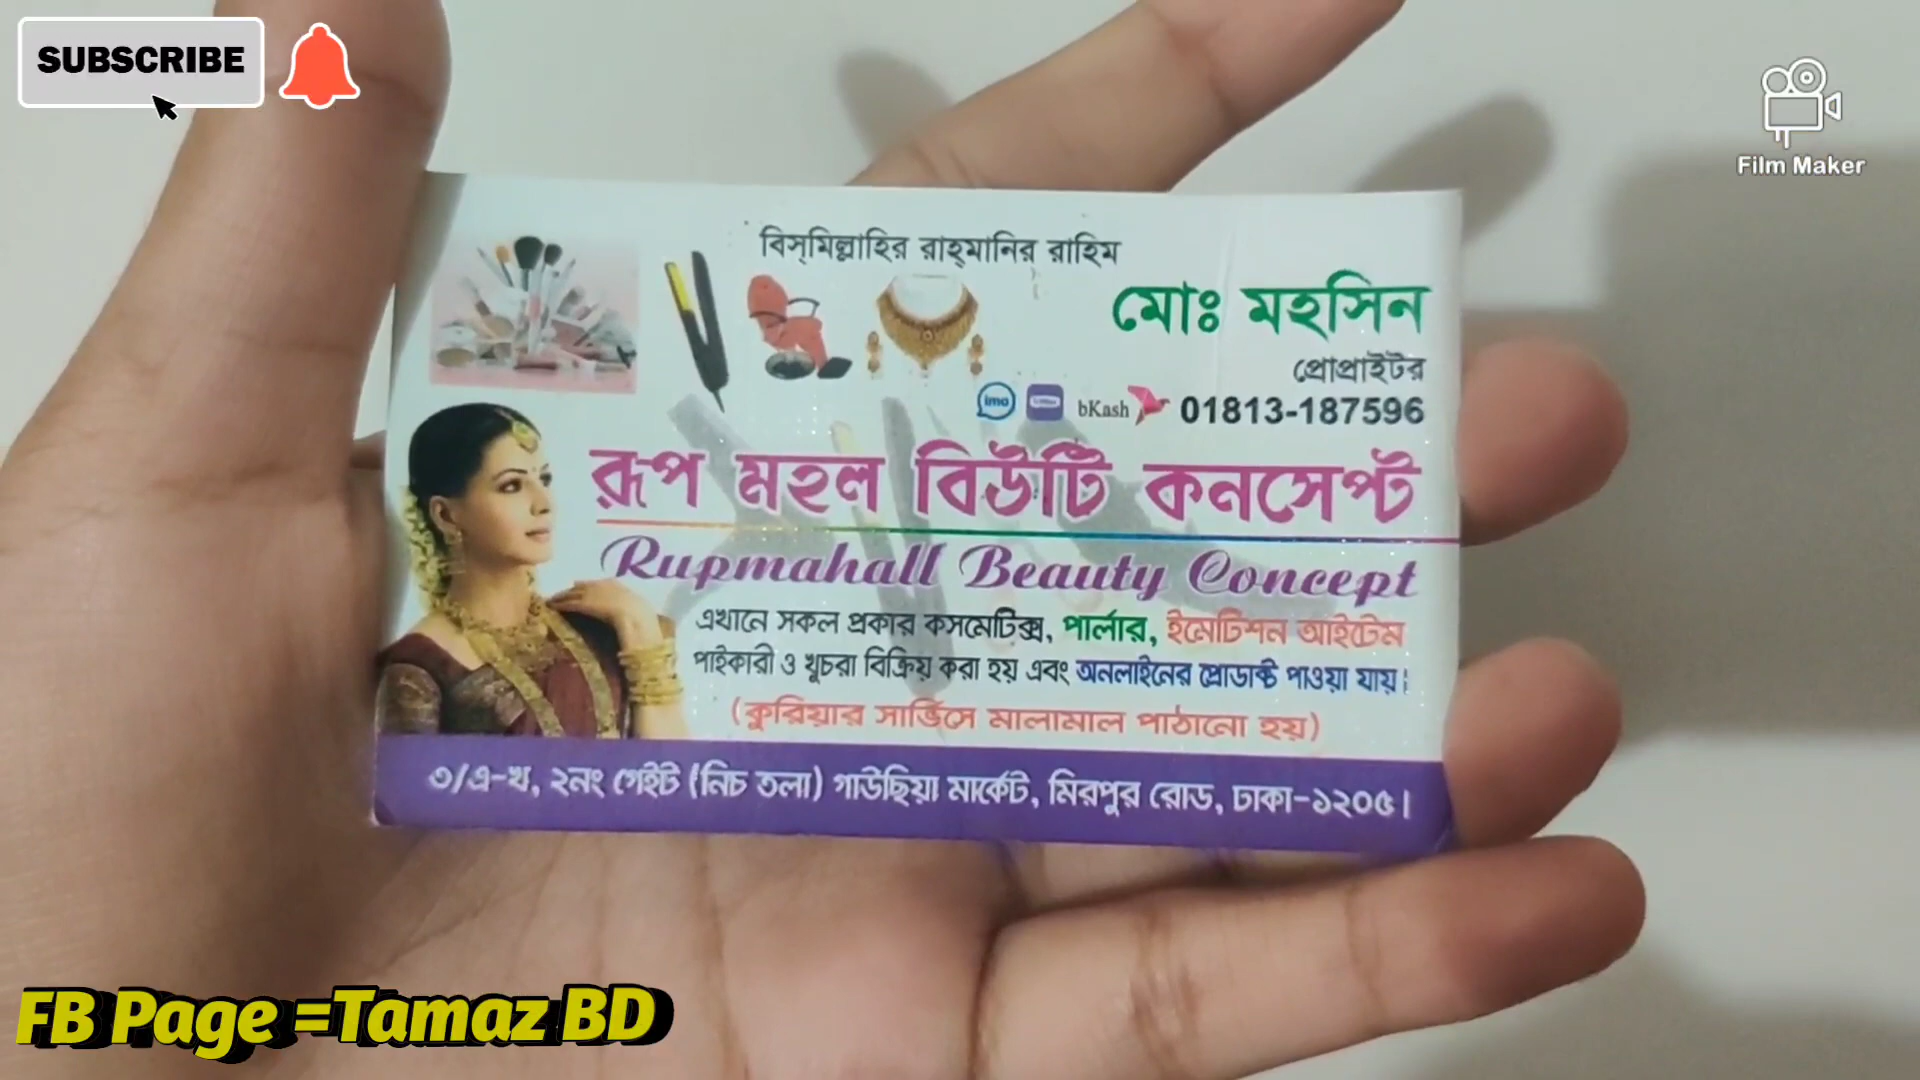 SUBSCRIBE
Film Maker
বিস্‌মিল্লাহির রাহ্‌মানির রাহিম
মোঃ মহসিন
প্রোপ্রাইটর
imo bKash 01813-187596
রূপ মহল বিউটি কনসেপ্ট
Rupmahall Beauty Concept
এখানে সকল প্রকার কসমেটিক্স, পার্লার, ইমেটিশন আইটেম
পাইকারী ও খুচরা বিক্রিয় করা হয় এবং অনলাইনের প্রোডাক্ট পাওয়া যায়।
(কুরিয়ার সার্ভিসে মালামাল পাঠানো হয়)
৩/এ-খ, ২নং গেইট (নিচ তলা) গাউছিয়া মার্কেট, মিরপুর রোড, ঢাকা-১২০৫।
FB Page =Tamaz BD